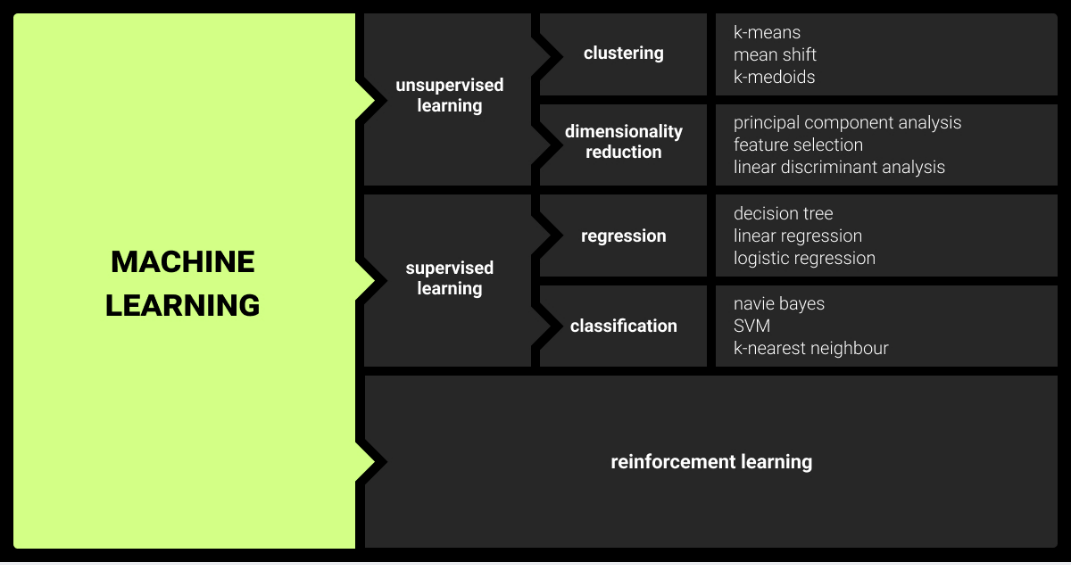 MACHINE
LEARNING
unsupervised
learning
clustering
k-means
mean shift
k-medoids
dimensionality
reduction
principal component analysis
feature selection
linear discriminant analysis
supervised
learning
regression
decision tree
linear regression
logistic regression
classification
navie bayes
SVM
k-nearest neighbour
reinforcement learning